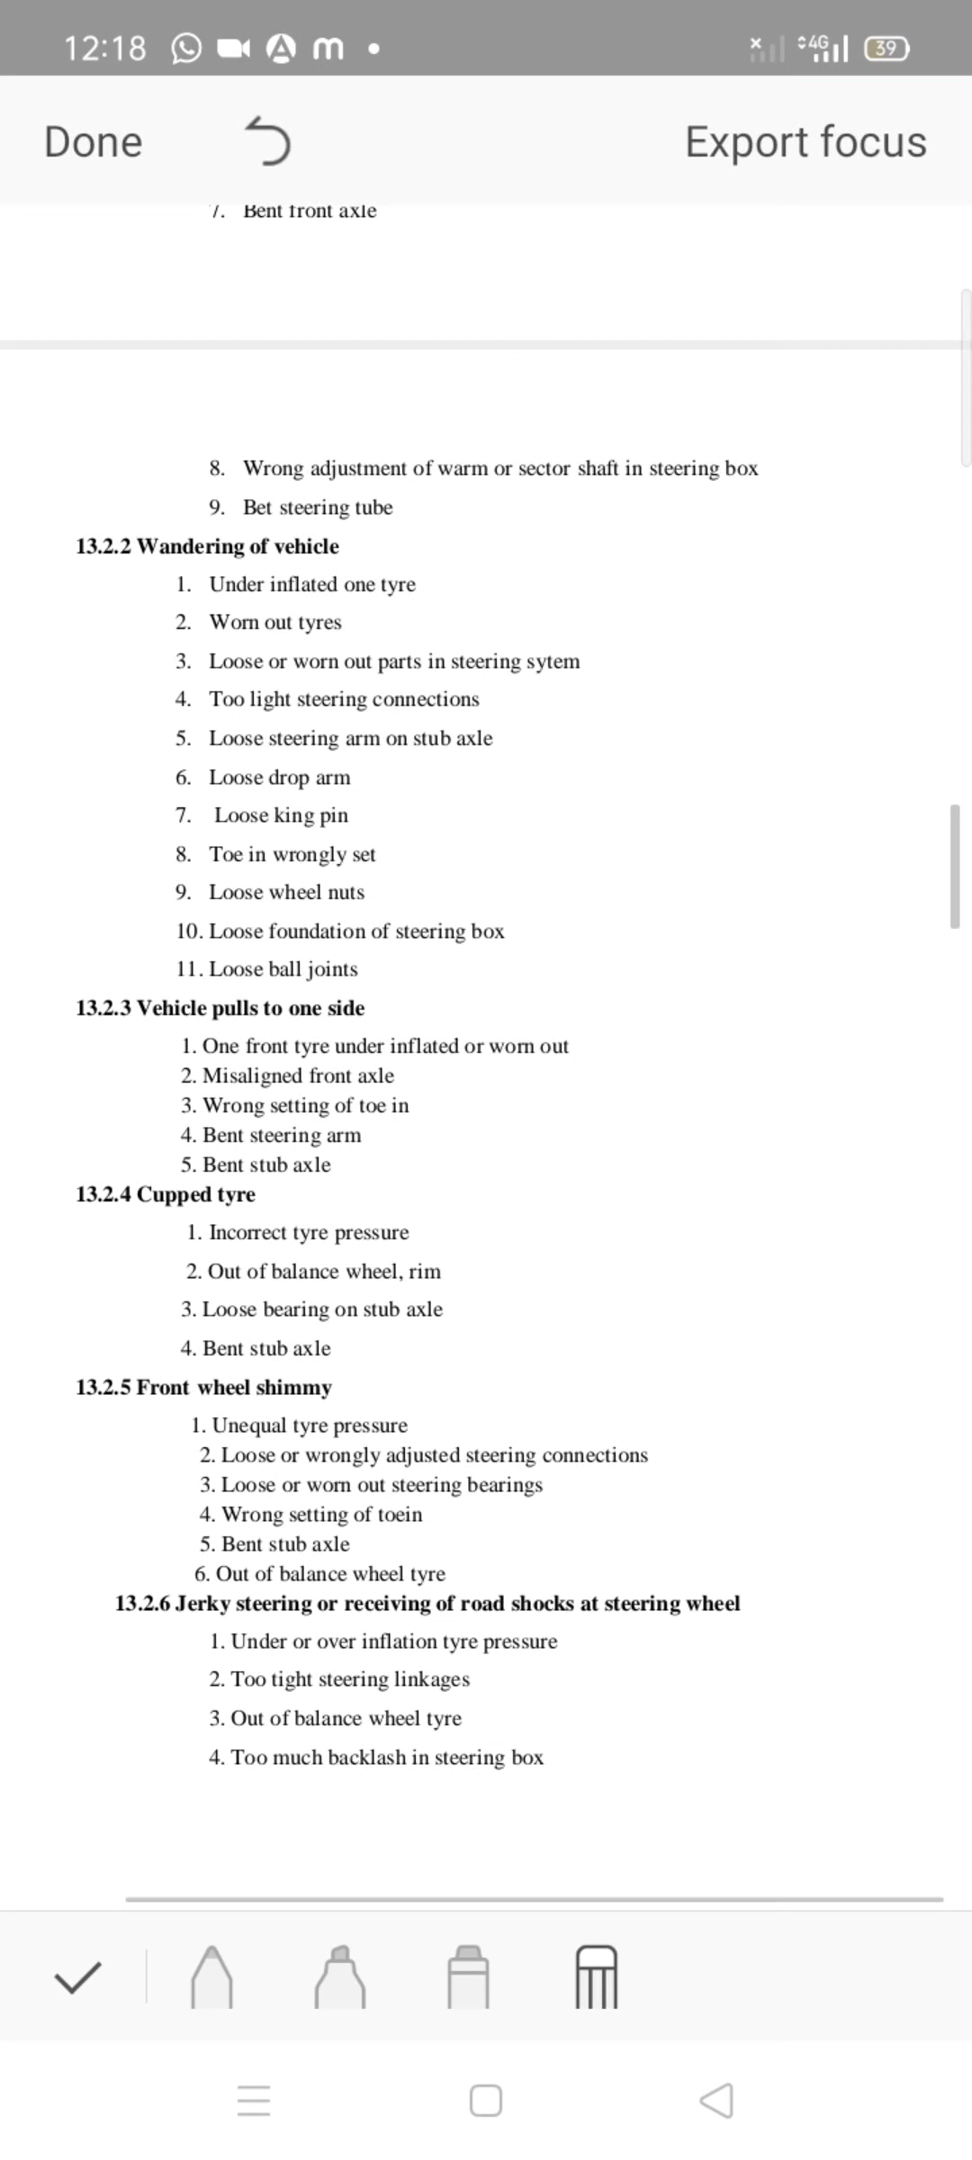 12:18
4G
39
Done
Export focus
7. Bent front axle
8. Wrong adjustment of warm or sector shaft in steering box
9. Bet steering tube
13.2.2 Wandering of vehicle
1. Under inflated one tyre
2. Worn out tyres
3. Loose or worn out parts in steering sytem
4. Too light steering connections
5. Loose steering arm on stub axle
6. Loose drop arm
7. Loose king pin
8. Toe in wrongly set
9. Loose wheel nuts
10. Loose foundation of steering box
11. Loose ball joints
13.2.3 Vehicle pulls to one side
1. One front tyre under inflated or worn out
2. Misaligned front axle
3. Wrong setting of toe in
4. Bent steering arm
5. Bent stub axle
13.2.4 Cupped tyre
1. Incorrect tyre pressure
2. Out of balance wheel, rim
3. Loose bearing on stub axle
4. Bent stub axle
13.2.5 Front wheel shimmy
1. Unequal tyre pressure
2. Loose or wrongly adjusted steering connections
3. Loose or worn out steering bearings
4. Wrong setting of toein
5. Bent stub axle
6. Out of balance wheel tyre
13.2.6 Jerky steering or receiving of road shocks at steering wheel
1. Under or over inflation tyre pressure
2. Too tight steering linkages
3. Out of balance wheel tyre
4. Too much backlash in steering box